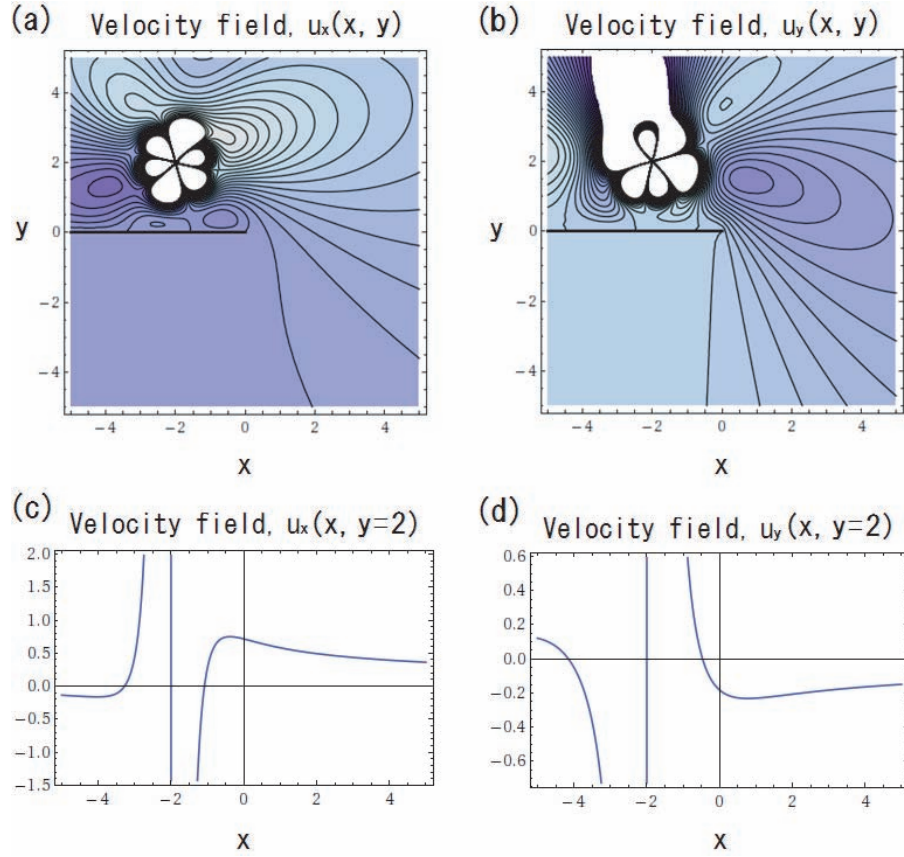 (a) Velocity field, uₓ(x, y)
(b) Velocity field, u_y(x, y)
4
2
y 0
-2
-4
-4 -2 0 2 4
x
4
2
y 0
-2
-4
-4 -2 0 2 4
x
(c) Velocity field, uₓ(x, y=2)
(d) Velocity field, u_y(x, y=2)
2.0
1.5
1.0
0.5
0.0
-0.5
-1.0
-1.5
-4 -2 0 2 4
x
0.6
0.4
0.2
0.0
-0.2
-0.4
-0.6
-4 -2 0 2 4
x